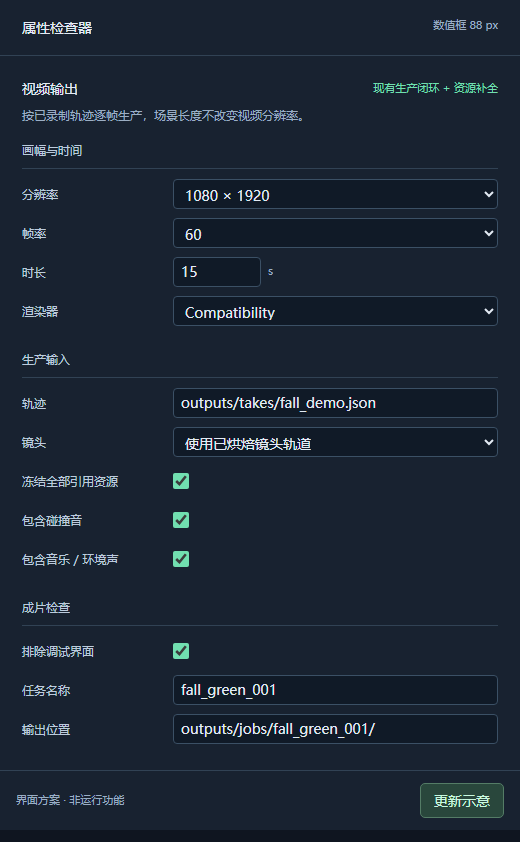 属性检查器
数值框 88 px
视频输出
现有生产闭环 + 资源补全
按已录制轨迹逐帧生产，场景长度不改变视频分辨率。
画幅与时间
分辨率
1080 × 1920
帧率
60
时长
15 s
渲染器
Compatibility
生产输入
轨迹
outputs/takes/fall_demo.json
镜头
使用已烘焙镜头轨道
冻结全部引用资源
包含碰撞音
包含音乐 / 环境声
成片检查
排除调试界面
任务名称
fall_green_001
输出位置
outputs/jobs/fall_green_001/
界面方案 · 非运行功能
更新示意